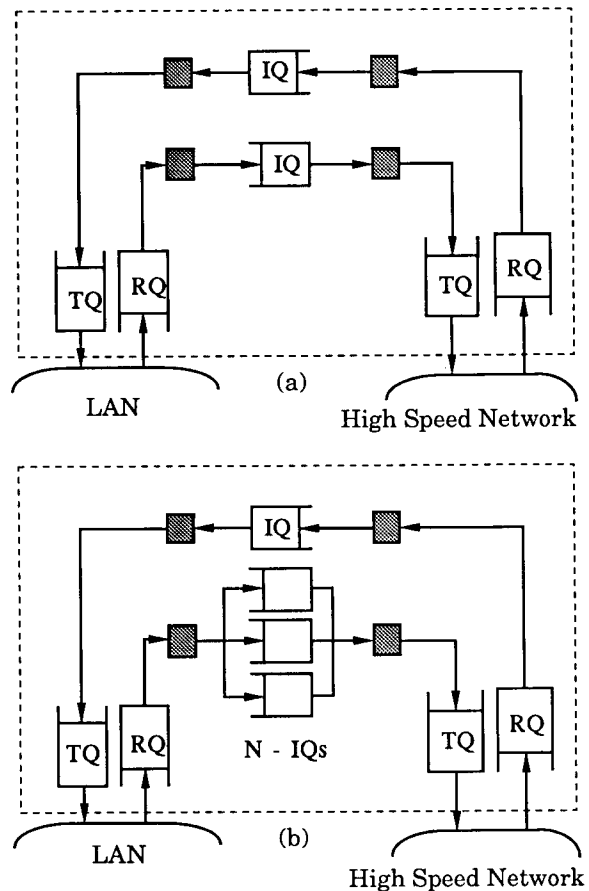 IQ
IQ
TQ
RQ
TQ
RQ
(a)
LAN
High Speed Network
IQ
N - IQs
TQ
RQ
TQ
RQ
(b)
LAN
High Speed Network